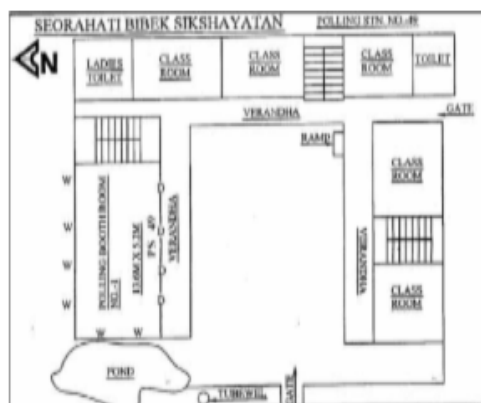 SEORAHATI BIBEK SIKSHAYATAN
POLLING STN. NO.-49
N
LADIES TOILET
CLASS ROOM
CLASS ROOM
CLASS ROOM
TOILET
VERANDHA
GATE
RAMP
CLASS ROOM
W
W
W
W
POLLING BOOTH ROOM NO.-1
13.6M X 5.2M
PS 49
D
D
D
D
VERANDHA
VERANDHA
CLASS ROOM
W
W
POND
TUBEWEL
GATE